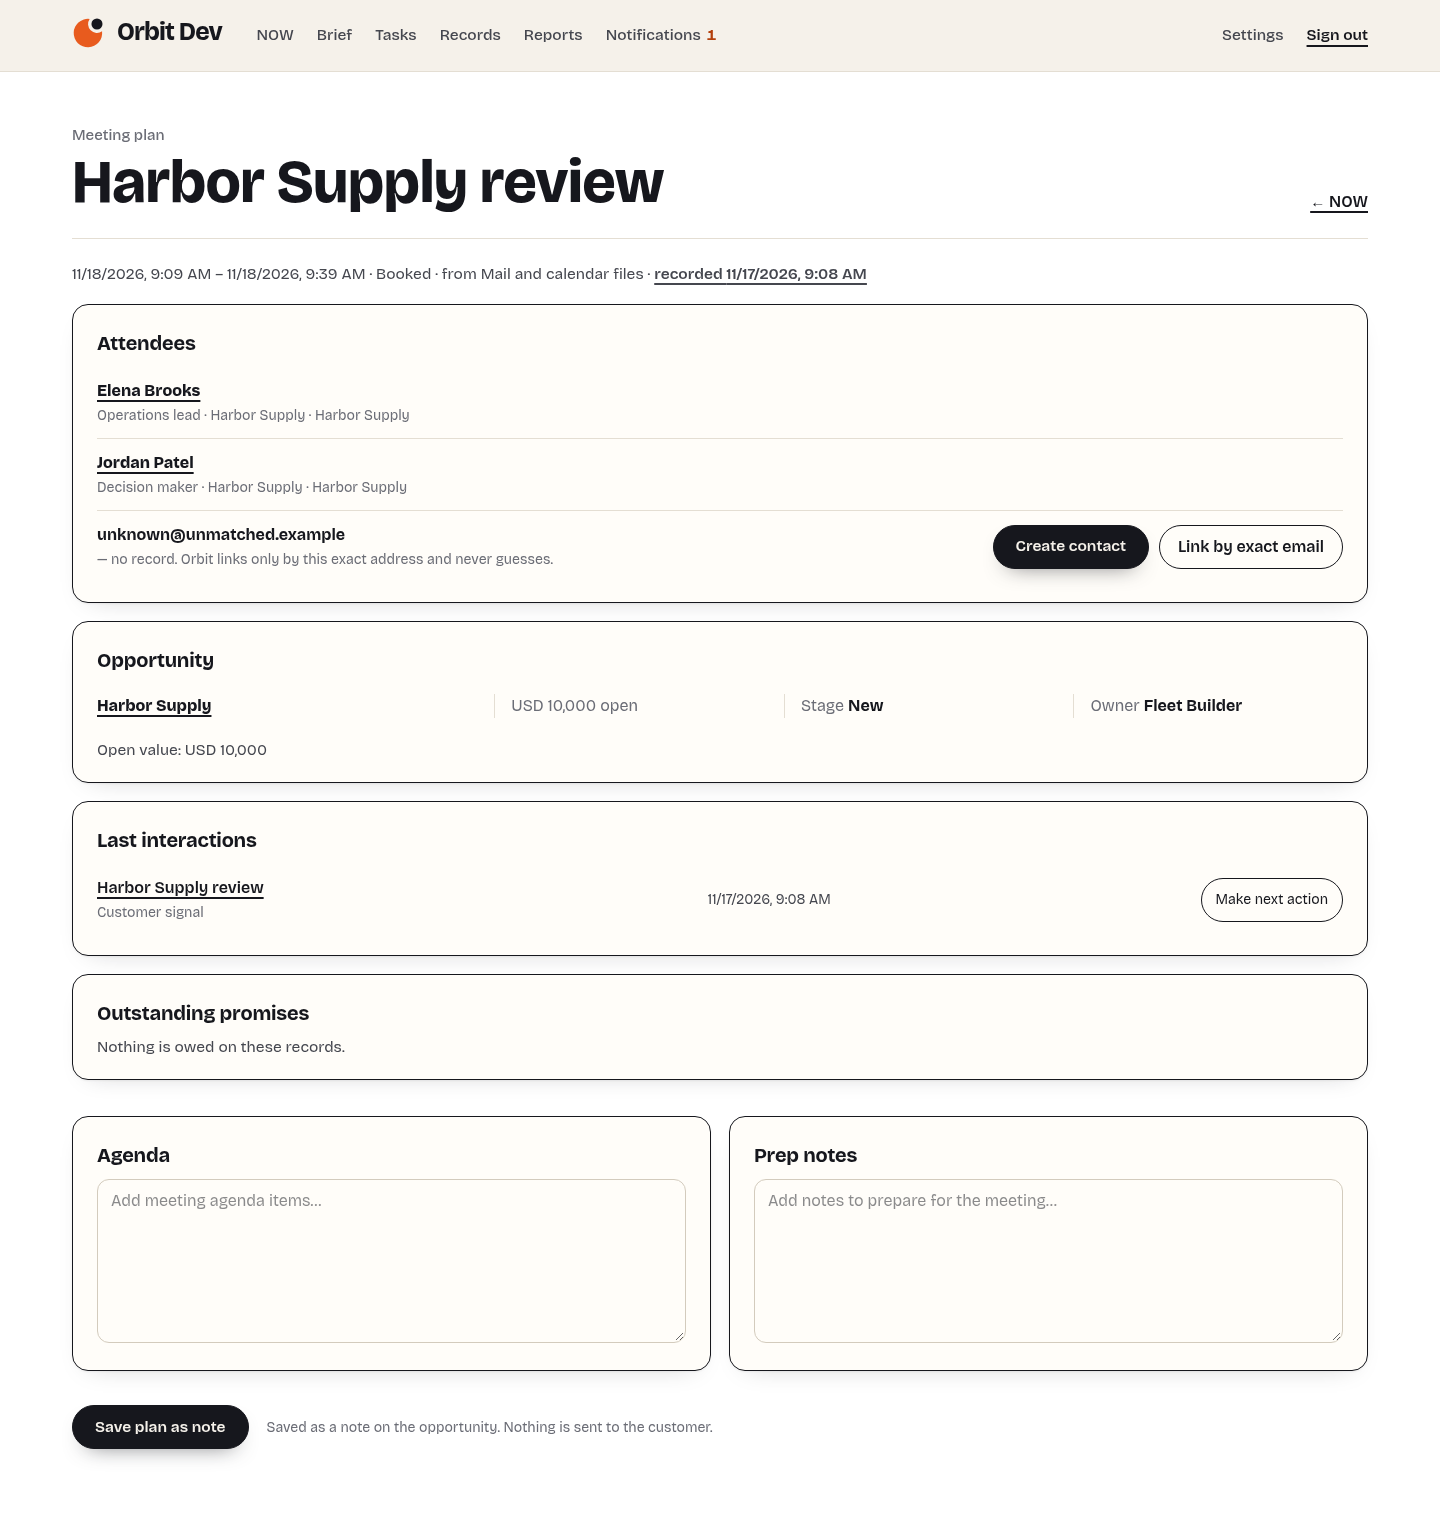 Orbit Dev NOW Brief Tasks Records Reports Notifications 1 Settings Sign out
Meeting plan
Harbor Supply review
← NOW
11/18/2026, 9:09 AM – 11/18/2026, 9:39 AM · Booked · from Mail and calendar files · recorded 11/17/2026, 9:08 AM
Attendees
Elena Brooks
Operations lead · Harbor Supply · Harbor Supply
Jordan Patel
Decision maker · Harbor Supply · Harbor Supply
unknown@unmatched.example
— no record. Orbit links only by this exact address and never guesses.
Create contact Link by exact email
Opportunity
Harbor Supply USD 10,000 open Stage New Owner Fleet Builder
Open value: USD 10,000
Last interactions
Harbor Supply review
Customer signal
11/17/2026, 9:08 AM
Make next action
Outstanding promises
Nothing is owed on these records.
Agenda
Add meeting agenda items...
Prep notes
Add notes to prepare for the meeting...
Save plan as note Saved as a note on the opportunity. Nothing is sent to the customer.